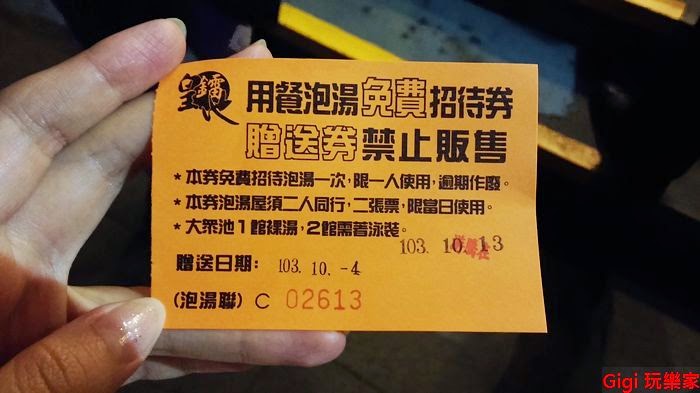 皇鐳
用餐泡湯免費招待券
贈送券 禁止販售
*本券免費招待泡湯一次，限一人使用，逾期作廢。
*本券泡湯屋須二人同行，二張票，限當日使用。
*大眾池1館裸湯，2館需着泳裝。
103. 10. 13
贈送日期： 103. 10. -4
(泡湯聯) C 02613
Gigi 玩樂家